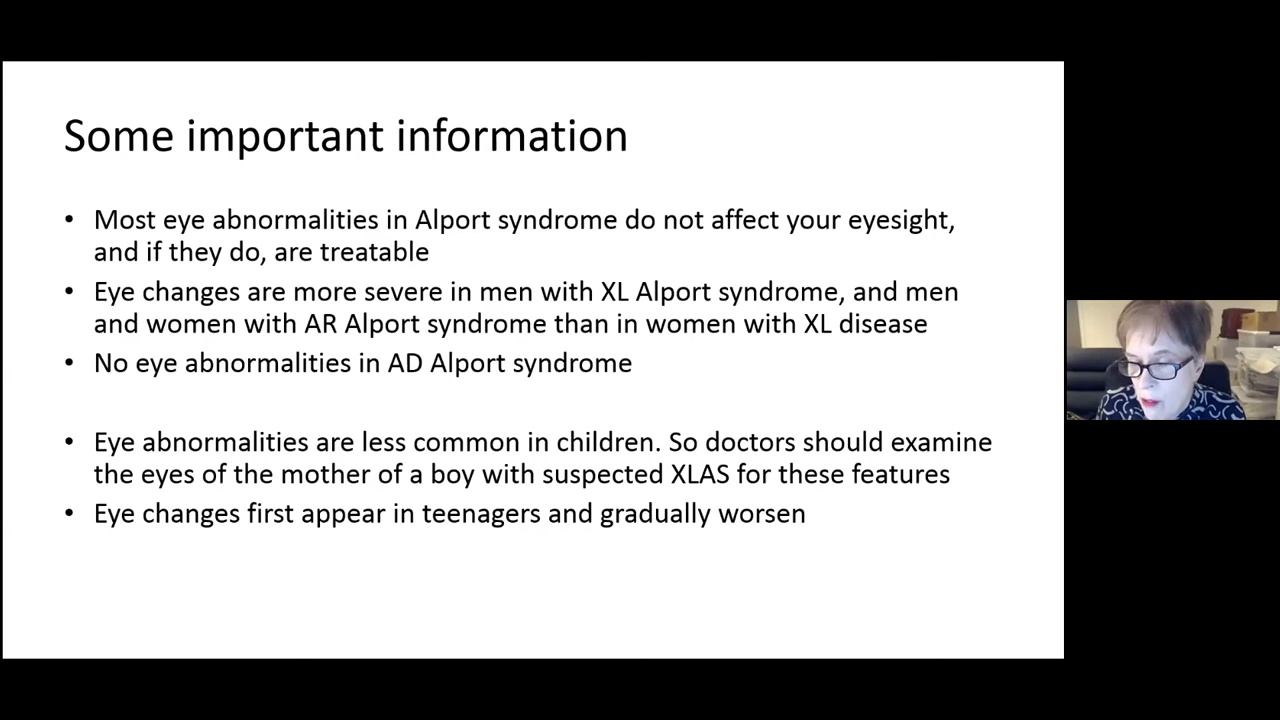 Some important information
• Most eye abnormalities in Alport syndrome do not affect your eyesight,
and if they do, are treatable
• Eye changes are more severe in men with XL Alport syndrome, and men
and women with AR Alport syndrome than in women with XL disease
• No eye abnormalities in AD Alport syndrome
• Eye abnormalities are less common in children. So doctors should examine
the eyes of the mother of a boy with suspected XLAS for these features
• Eye changes first appear in teenagers and gradually worsen